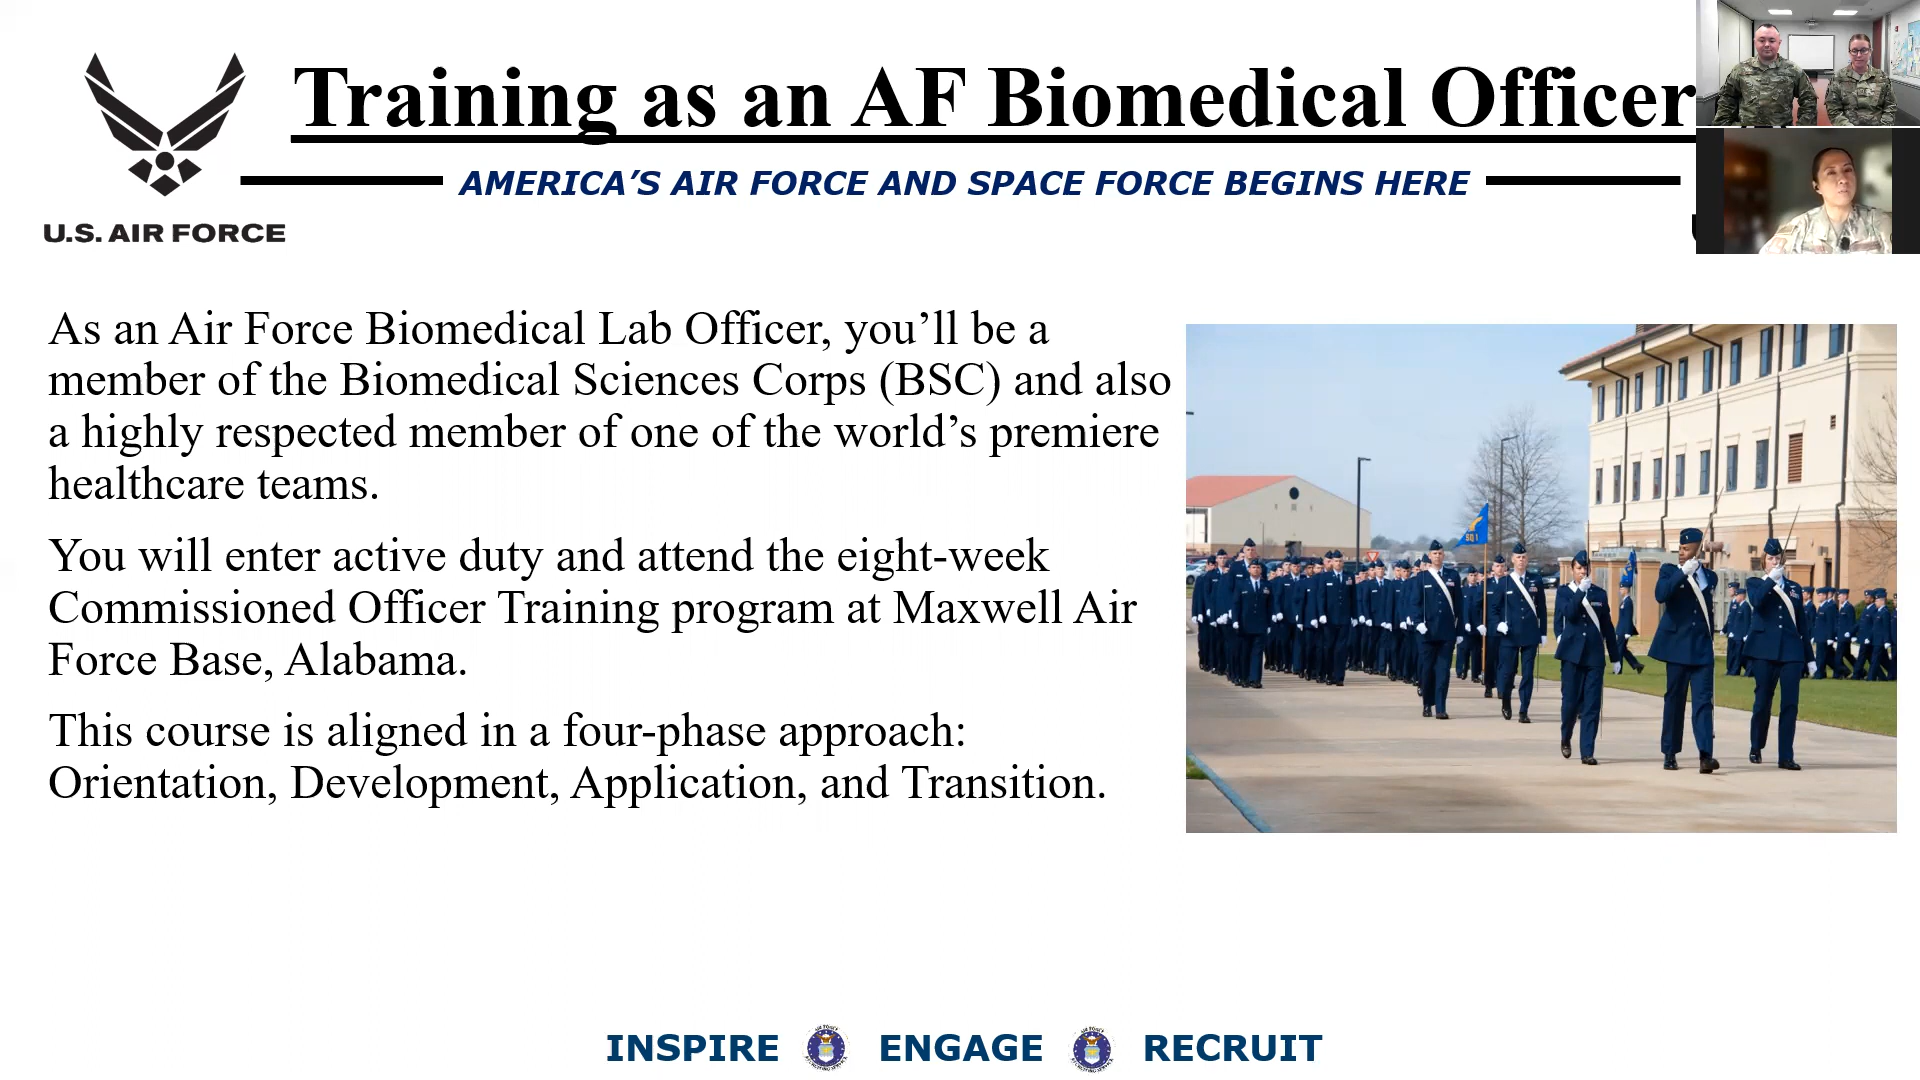 Training as an AF Biomedical Officer
AMERICA’S AIR FORCE AND SPACE FORCE BEGINS HERE
U.S. AIR FORCE
As an Air Force Biomedical Lab Officer, you’ll be a
member of the Biomedical Sciences Corps (BSC) and also
a highly respected member of one of the world’s premiere
healthcare teams.
You will enter active duty and attend the eight-week
Commissioned Officer Training program at Maxwell Air
Force Base, Alabama.
This course is aligned in a four-phase approach:
Orientation, Development, Application, and Transition.
SQ 1
INSPIRE ENGAGE RECRUIT